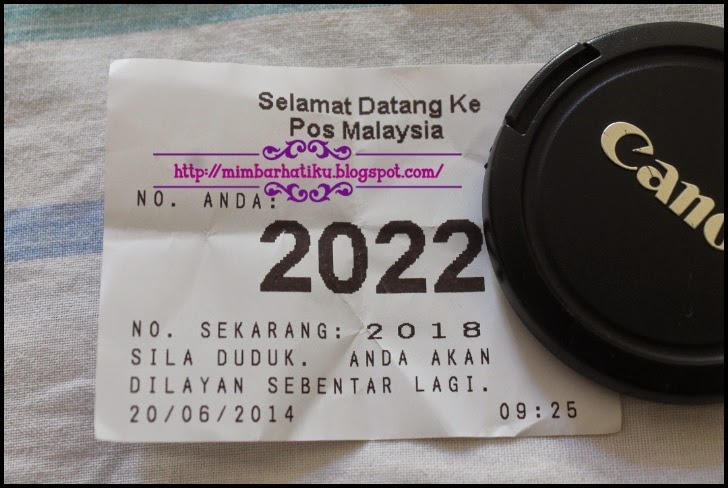 Selamat Datang Ke
Pos Malaysia
http://mimbarhatiku.blogspot.com/
NO. ANDA:
2022
NO. SEKARANG: 2018
SILA DUDUK. ANDA AKAN
DILAYAN SEBENTAR LAGI.
20/06/2014 09:25
Cano